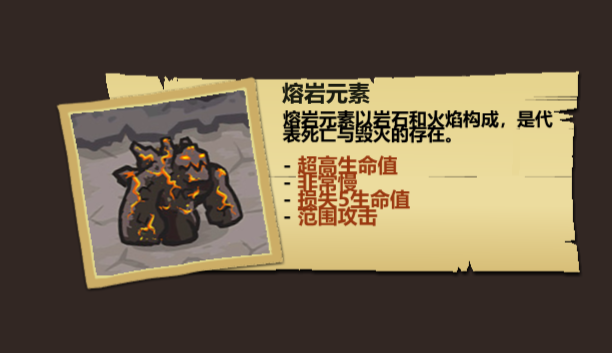 熔岩元素
熔岩元素以岩石和火焰构成，是代
表死亡与毁灭的存在。
- 超高生命值
- 非常慢
- 损失5生命值
- 范围攻击